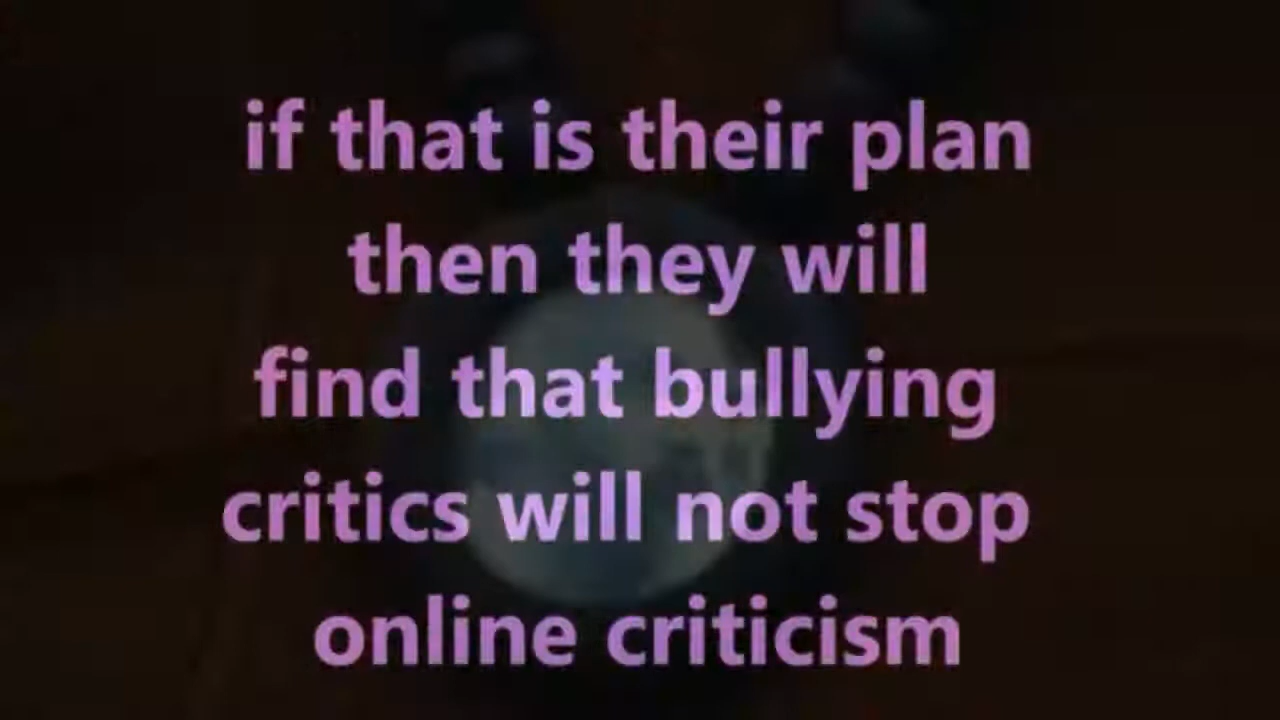 if that is their plan
then they will
find that bullying
critics will not stop
online criticism